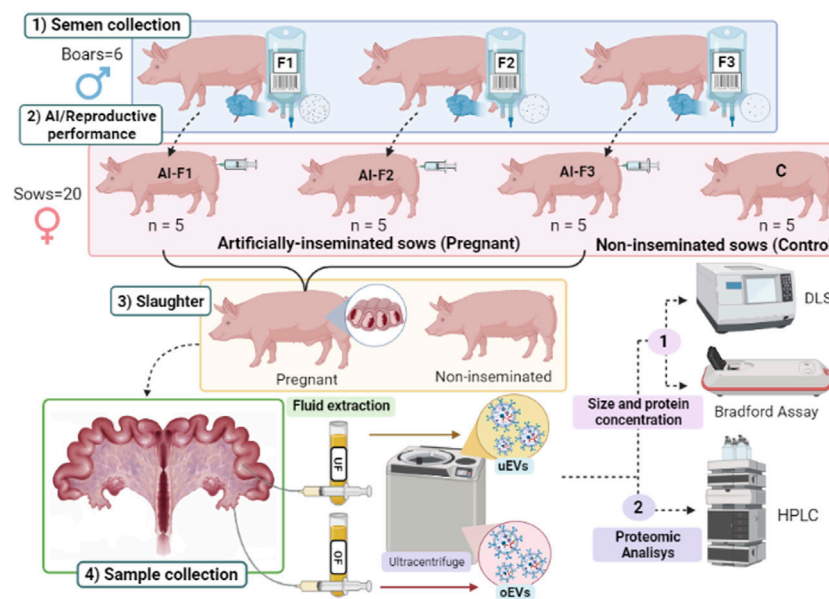 1) Semen collection
Boars=6
F1
F2
F3
2) AI/Reproductive
performance
Sows=20
AI-F1
AI-F2
AI-F3
C
n = 5
n = 5
n = 5
n = 5
Artificially-inseminated sows (Pregnant)
Non-inseminated sows (Contro
3) Slaughter
Pregnant
Non-inseminated
DLS
1
Size and protein
concentration
Bradford Assay
Fluid extraction
UF
uEVs
Ultracentrifuge
OF
oEVs
4) Sample collection
2
Proteomic
Analisys
HPLC